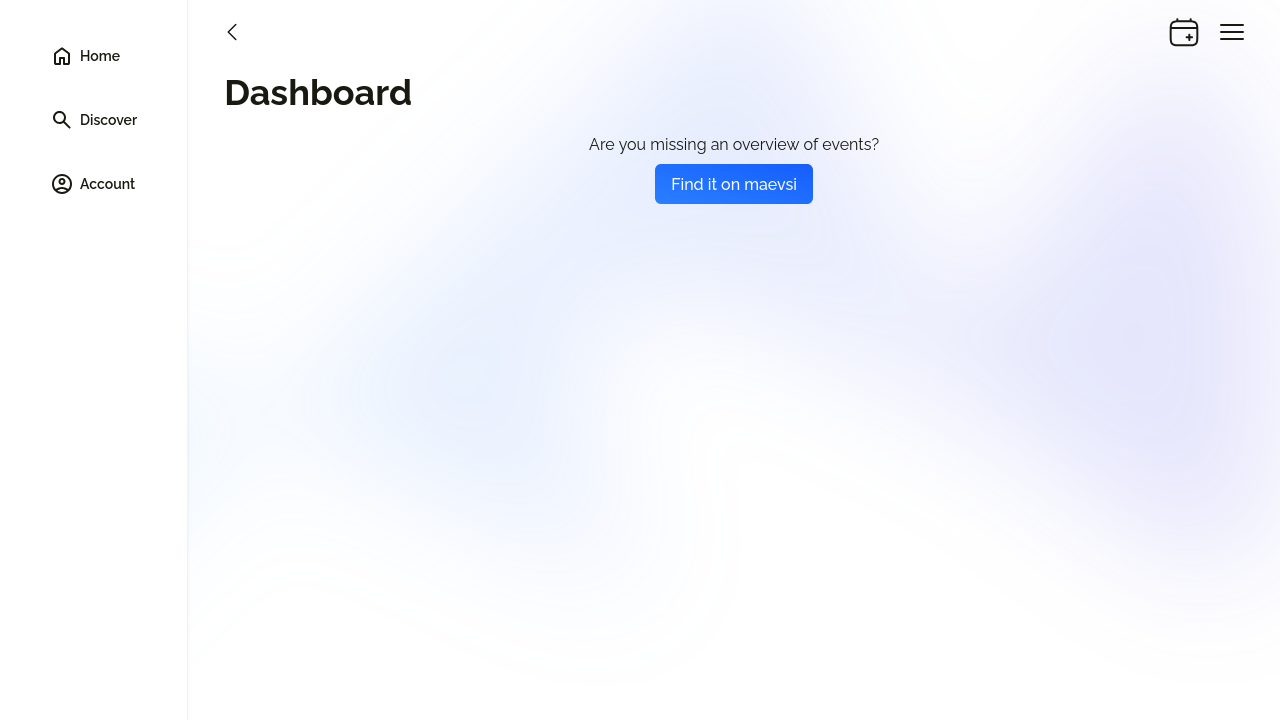 Home
Discover
Account
Dashboard
Are you missing an overview of events?
Find it on maevsi